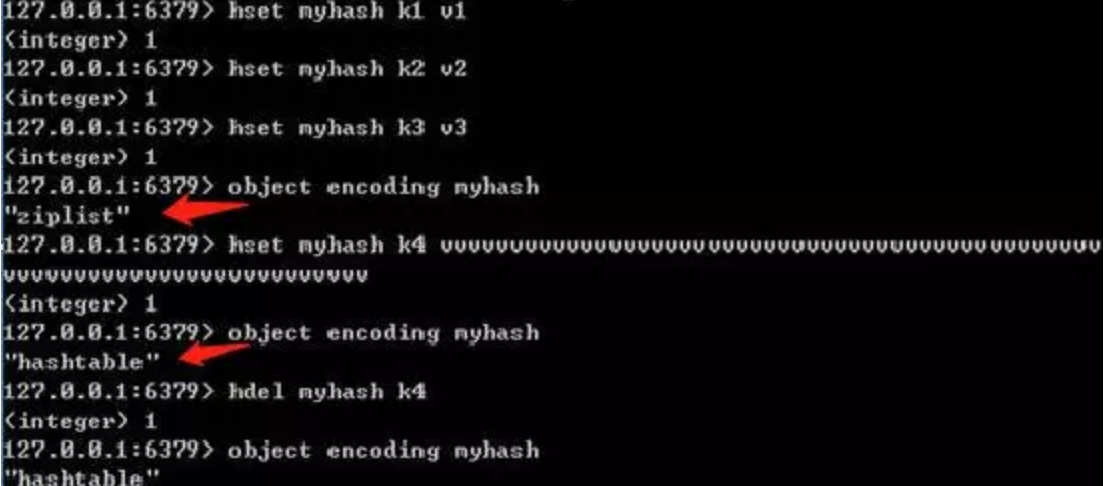 127.0.0.1:6379> hset myhash k1 v1
(integer) 1
127.0.0.1:6379> hset myhash k2 v2
(integer) 1
127.0.0.1:6379> hset myhash k3 v3
(integer) 1
127.0.0.1:6379> object encoding myhash
"ziplist"
127.0.0.1:6379> hset myhash k4 vvvvvvvvvvvvvvvvvvvvvvvvvvvvvvvvvvvvvvvvvvvvvvv
vvvvvvvvvvvvvvvvvvvvvvvvvv
(integer) 1
127.0.0.1:6379> object encoding myhash
"hashtable"
127.0.0.1:6379> hdel myhash k4
(integer) 1
127.0.0.1:6379> object encoding myhash
"hashtable"